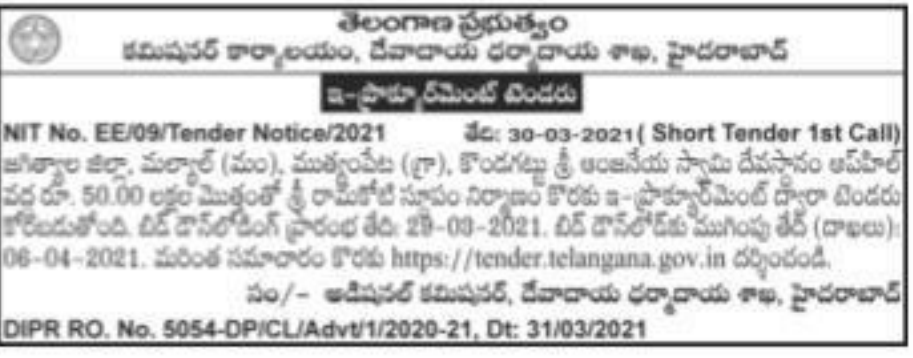 తెలంగాణ ప్రభుత్వం
కమిషనర్ కార్యాలయం, దేవాదాయ ధర్మాదాయ శాఖ, హైదరాబాద్
ఇ-ప్రొక్యూర్‌మెంట్ టెండరు
NIT No. EE/09/Tender Notice/2021 తేది: 30-03-2021( Short Tender 1st Call)
జగిత్యాల జిల్లా, మల్యాల్ (మం), ముత్యంపేట (గ్రా), కొండగట్టు శ్రీ ఆంజనేయ స్వామి దేవస్థానం అప్‌హిల్
వద్ద రూ. 50.00 లక్షల మొత్తంతో శ్రీ రామకోటి స్థూపం నిర్మాణం కొరకు ఇ-ప్రొక్యూర్‌మెంట్ ద్వారా టెండరు
కోరబడుతోంది. బిడ్ డౌన్‌లోడింగ్ ప్రారంభ తేది: 29-03-2021. బిడ్ డౌన్‌లోడ్‌కు ముగింపు తేదీ (దాఖలు):
06-04-2021. మరింత సమాచారం కొరకు https://tender.telangana.gov.in దర్శించండి.
సం/- అడిషనల్ కమిషనర్, దేవాదాయ ధర్మాదాయ శాఖ, హైదరాబాద్
DIPR RO. No. 5054-DP/CL/Advt/1/2020-21, Dt: 31/03/2021